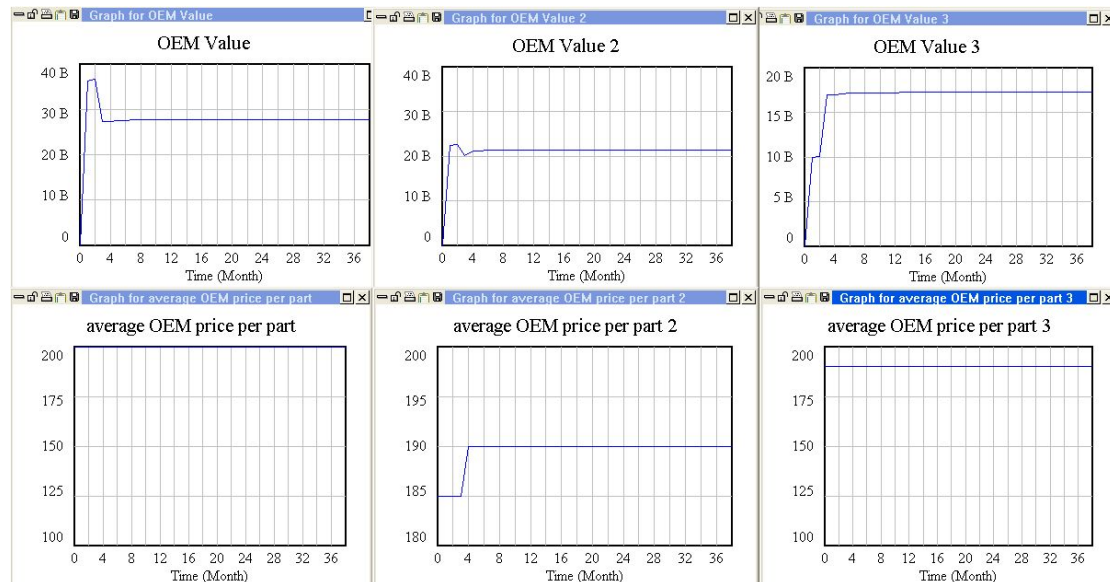 Graph for OEM Value
OEM Value
40 B
30 B
20 B
10 B
0
0 4 8 12 16 20 24 28 32 36
Time (Month)
Graph for OEM Value 2
OEM Value 2
40 B
30 B
20 B
10 B
0
0 4 8 12 16 20 24 28 32 36
Time (Month)
Graph for OEM Value 3
OEM Value 3
20 B
15 B
10 B
5 B
0
0 4 8 12 16 20 24 28 32 36
Time (Month)
Graph for average OEM price per part
average OEM price per part
200
175
150
125
100
0 4 8 12 16 20 24 28 32 36
Time (Month)
Graph for average OEM price per part 2
average OEM price per part 2
200
195
190
185
180
0 4 8 12 16 20 24 28 32 36
Time (Month)
Graph for average OEM price per part 3
average OEM price per part 3
200
175
150
125
100
0 4 8 12 16 20 24 28 32 36
Time (Month)